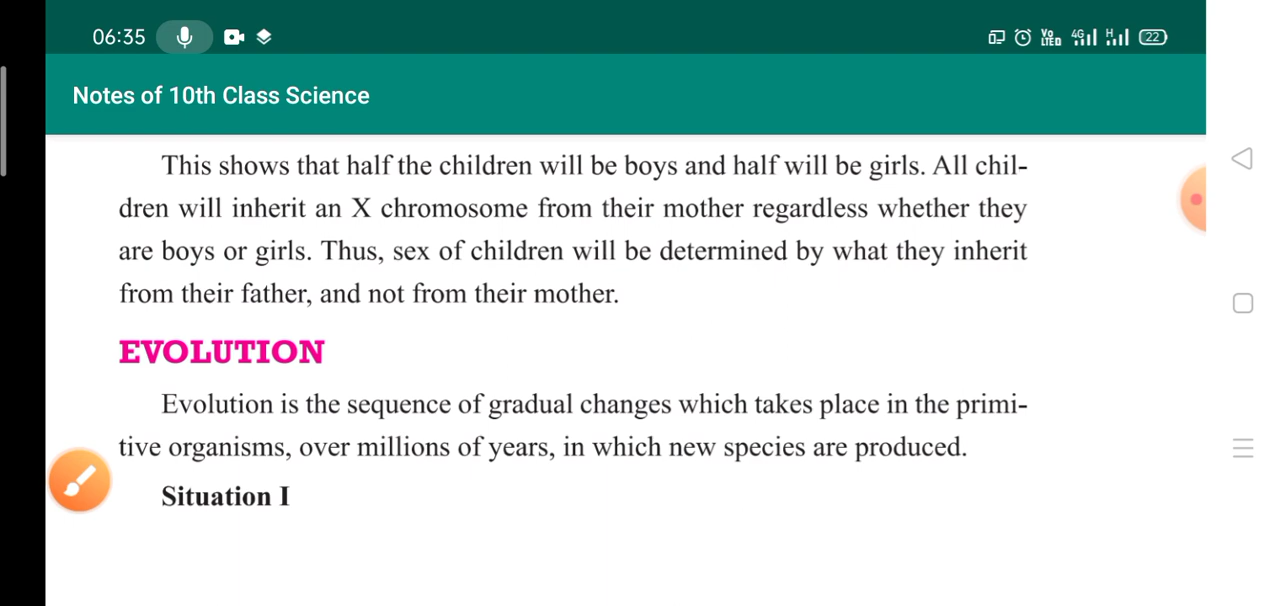 06:35
Vo LTED 4G H 22
Notes of 10th Class Science
This shows that half the children will be boys and half will be girls. All chil-
dren will inherit an X chromosome from their mother regardless whether they
are boys or girls. Thus, sex of children will be determined by what they inherit
from their father, and not from their mother.
EVOLUTION
Evolution is the sequence of gradual changes which takes place in the primi-
tive organisms, over millions of years, in which new species are produced.
Situation I